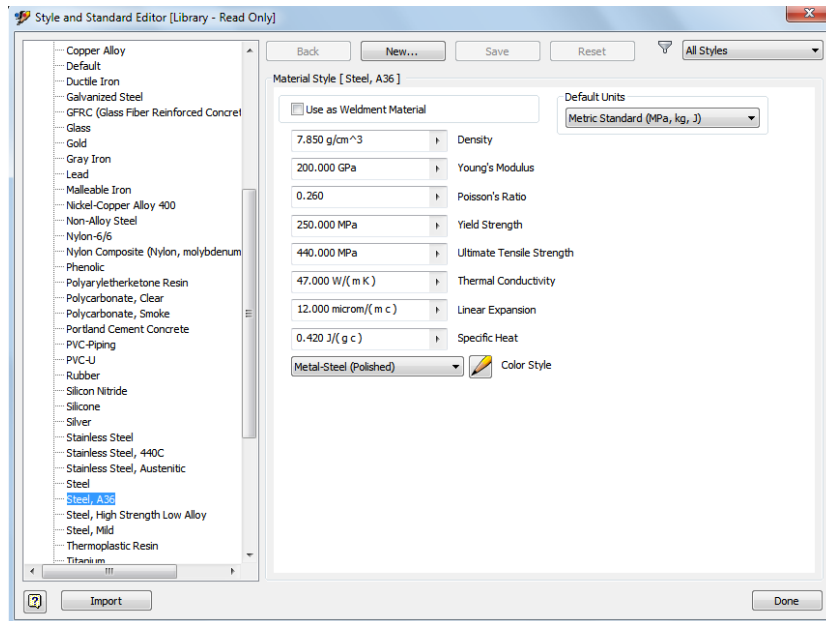 Style and Standard Editor [Library - Read Only]
Copper Alloy
Default
Ductile Iron
Galvanized Steel
GFRC (Glass Fiber Reinforced Concret
Glass
Gold
Gray Iron
Lead
Malleable Iron
Nickel-Copper Alloy 400
Non-Alloy Steel
Nylon-6/6
Nylon Composite (Nylon, molybdenum
Phenolic
Polyaryletherketone Resin
Polycarbonate, Clear
Polycarbonate, Smoke
Portland Cement Concrete
PVC-Piping
PVC-U
Rubber
Silicon Nitride
Silicone
Silver
Stainless Steel
Stainless Steel, 440C
Stainless Steel, Austenitic
Steel
Steel, A36
Steel, High Strength Low Alloy
Steel, Mild
Thermoplastic Resin
Titanium
Back New... Save Reset All Styles
Material Style [ Steel, A36 ]
Use as Weldment Material
Default Units
Metric Standard (MPa, kg, J)
7.850 g/cm^3 Density
200.000 GPa Young's Modulus
0.260 Poisson's Ratio
250.000 MPa Yield Strength
440.000 MPa Ultimate Tensile Strength
47.000 W/( m K ) Thermal Conductivity
12.000 microm/( m c ) Linear Expansion
0.420 J/( g c ) Specific Heat
Metal-Steel (Polished) Color Style
? Import Done